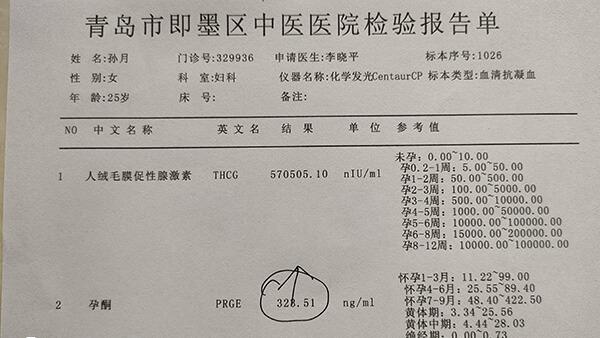 青岛市即墨区中医医院检验报告单
姓 名:孙月 门诊号:329936 申请医生:李晓平 标本序号:1026
性 别:女 科 室:妇科 仪器名称:化学发光CentaurCP 标本类型:血清抗凝血
年 龄:25岁 床 号: 备注:
NO 中文名称 英文名 结 果 单 位 参考值
1 人绒毛膜促性腺激素 THCG 570505.10 nIU/ml
未孕: 0.00~10.00
孕0.2-1周: 5.00~50.00
孕1-2周: 50.00~500.00
孕2-3周: 100.00~5000.00
孕3-4周: 500.00~10000.00
孕4-5周: 1000.00~50000.00
孕5-6周: 10000.00~100000.00
孕6-8周: 15000.00~200000.00
孕8-12周: 10000.00~100000.00
2 孕酮 PRGE 328.51 ng/ml
怀孕1-3月: 11.22~99.00
怀孕4-6月: 25.55~89.40
怀孕7-9月: 48.40~422.50
黄体期: 3.34~25.56
黄体中期: 4.44~28.03
绝经期: 0.00~0.73